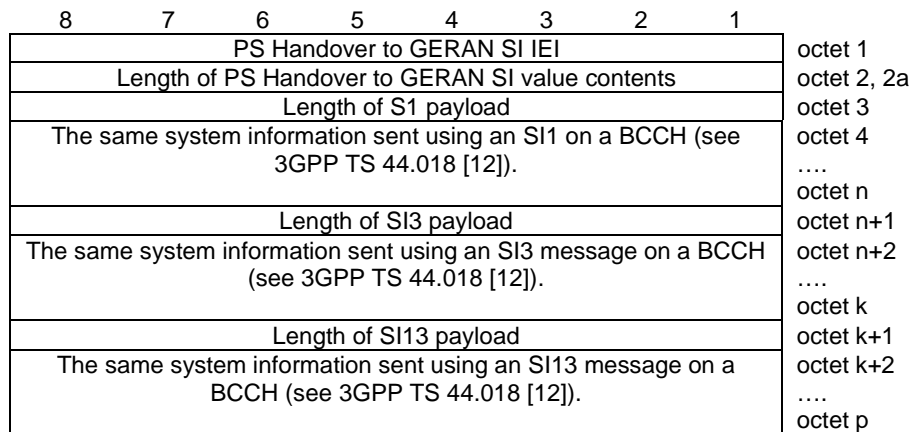 8 7 6 5 4 3 2 1
PS Handover to GERAN SI IEI octet 1
Length of PS Handover to GERAN SI value contents octet 2, 2a
Length of S1 payload octet 3
The same system information sent using an SI1 on a BCCH (see octet 4
3GPP TS 44.018 [12]). ….
octet n
Length of SI3 payload octet n+1
The same system information sent using an SI3 message on a BCCH octet n+2
(see 3GPP TS 44.018 [12]). ….
octet k
Length of SI13 payload octet k+1
The same system information sent using an SI13 message on a octet k+2
BCCH (see 3GPP TS 44.018 [12]). ….
octet p